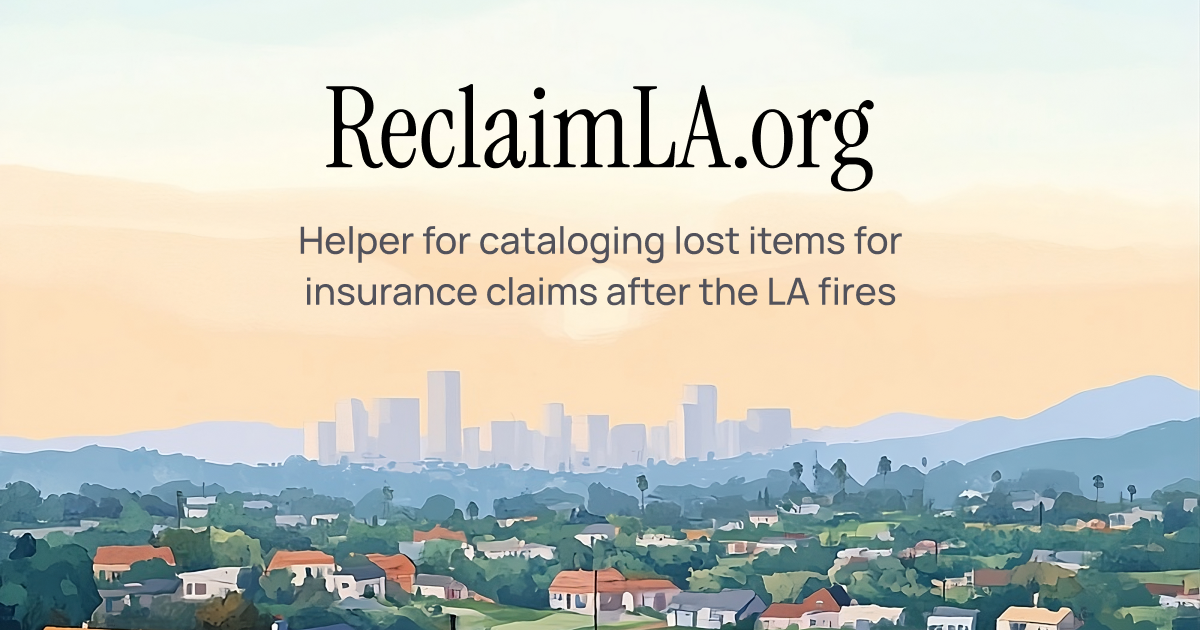 ReclaimLA.org
Helper for cataloging lost items for
insurance claims after the LA fires